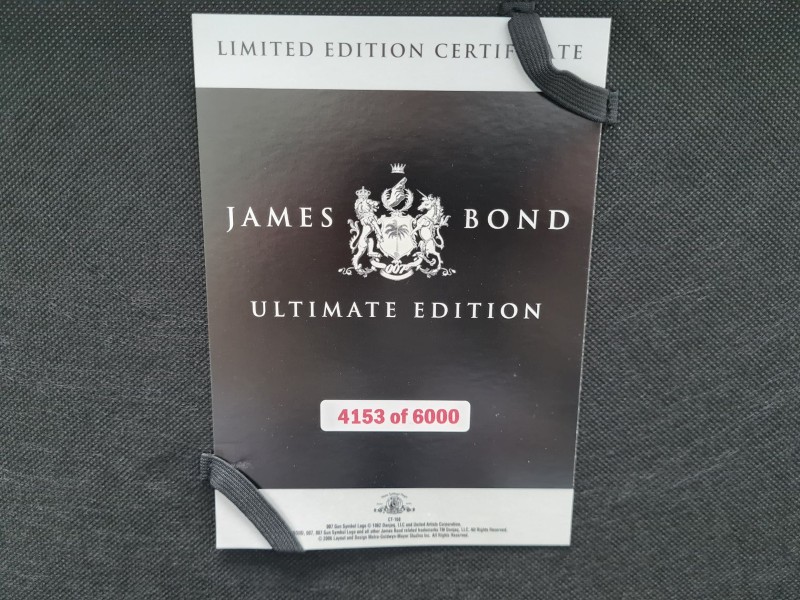 LIMITED EDITION CERTIF TE
JAMES BOND
007
ULTIMATE EDITION
4153 of 6000
007 Gun Symbol Logo © 1962 Danjaq, LLC and United Artists Corporation.
007 Gun Symbol Logo and all other James Bond related trademarks TM Danjaq, LLC. All Rights Reserved.
© 2006 Layout and Design Metro-Goldwyn-Mayer Studios Inc. All Rights Reserved.